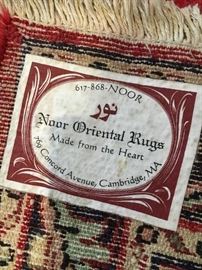 617-868-NOOR
نور
Noor Oriental Rugs
Made from the Heart
769 Concord Avenue, Cambridge, MA